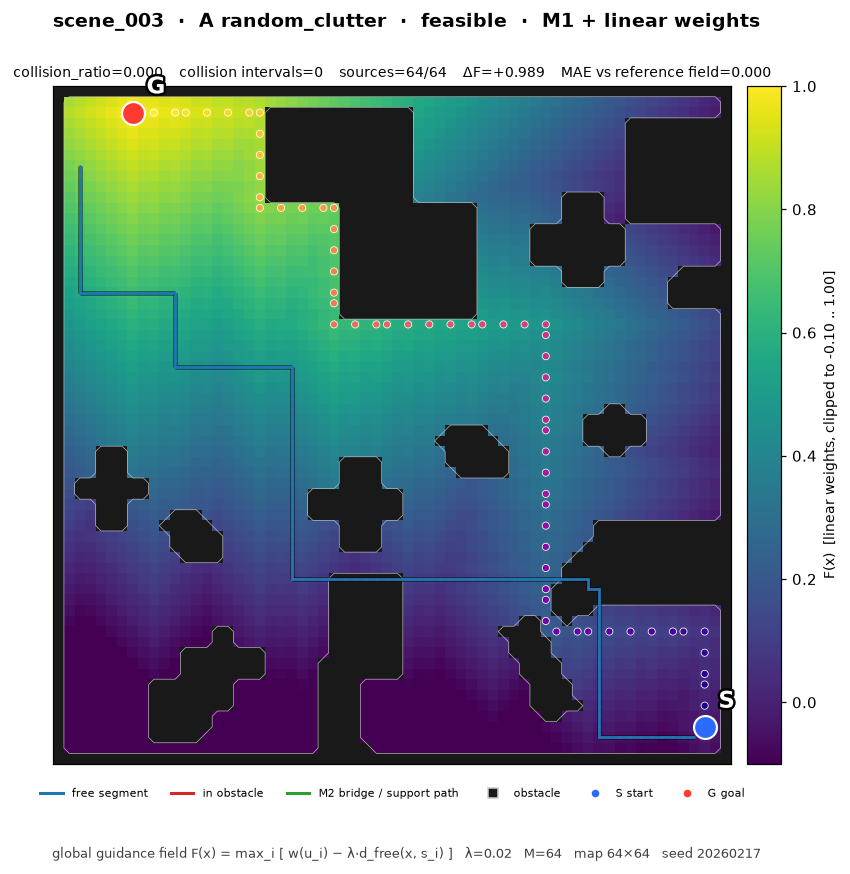 scene_003  ·  A random_clutter  ·  feasible  ·  M1 + linear weights
collision_ratio=0.000    collision intervals=0    sources=64/64    ΔF=+0.989    MAE vs reference field=0.000
G
S
1.0
0.8
0.6
0.4
0.2
0.0
F(x)  [linear weights, clipped to -0.10 .. 1.00]
free segment    in obstacle    M2 bridge / support path    obstacle    S start    G goal
global guidance field F(x) = max_i [ w(u_i) − λ·d_free(x, s_i) ]   λ=0.02   M=64   map 64×64   seed 20260217